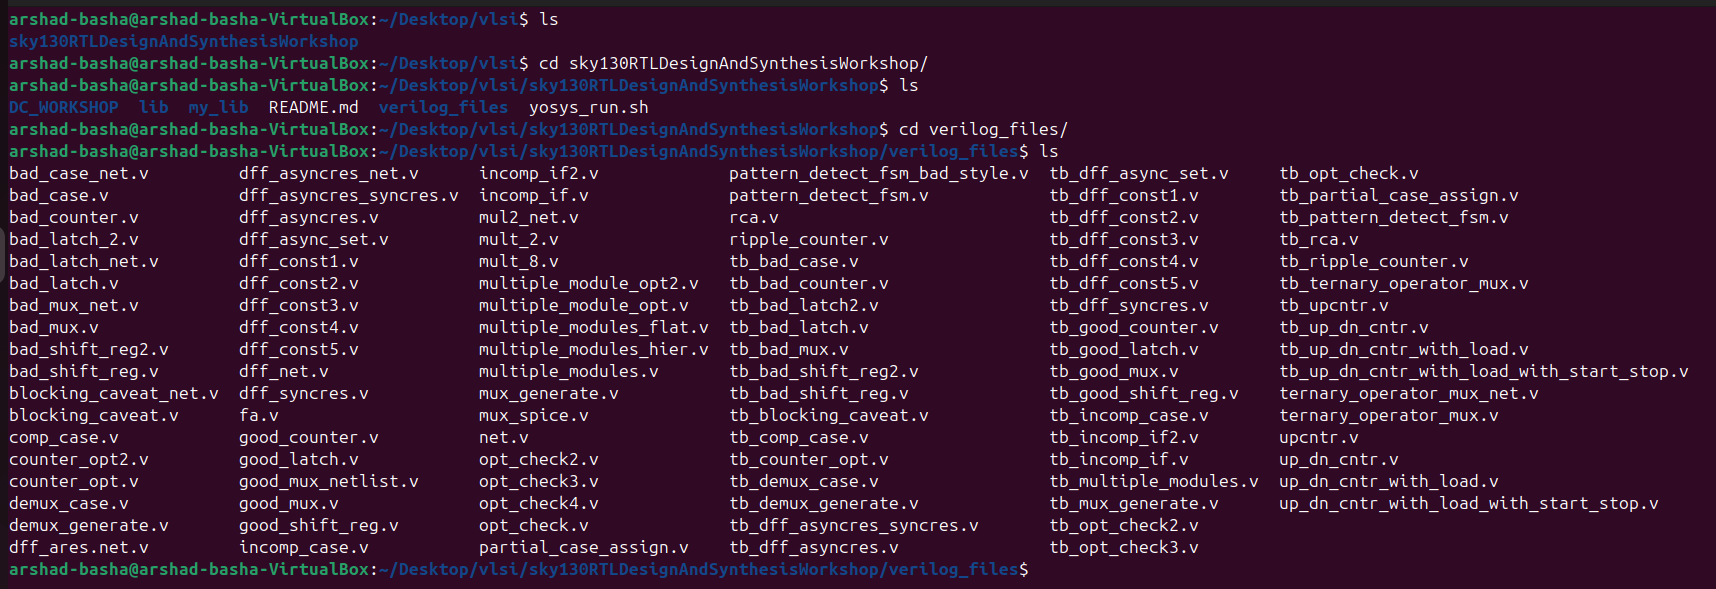 arshad-basha@arshad-basha-VirtualBox:~/Desktop/vlsi$ ls
sky130RTLDesignAndSynthesisWorkshop
arshad-basha@arshad-basha-VirtualBox:~/Desktop/vlsi$ cd sky130RTLDesignAndSynthesisWorkshop/
arshad-basha@arshad-basha-VirtualBox:~/Desktop/vlsi/sky130RTLDesignAndSynthesisWorkshop$ ls
DC_WORKSHOP  lib  my_lib  README.md  verilog_files  yosys_run.sh
arshad-basha@arshad-basha-VirtualBox:~/Desktop/vlsi/sky130RTLDesignAndSynthesisWorkshop$ cd verilog_files/
arshad-basha@arshad-basha-VirtualBox:~/Desktop/vlsi/sky130RTLDesignAndSynthesisWorkshop/verilog_files$ ls
bad_case_net.v         dff_asyncres_net.v      incomp_if2.v             pattern_detect_fsm_bad_style.v  tb_dff_async_set.v     tb_opt_check.v
bad_case.v             dff_asyncres_syncres.v  incomp_if.v              pattern_detect_fsm.v            tb_dff_const1.v        tb_partial_case_assign.v
bad_counter.v          dff_asyncres.v          mul2_net.v               rca.v                           tb_dff_const2.v        tb_pattern_detect_fsm.v
bad_latch_2.v          dff_async_set.v         mult_2.v                 ripple_counter.v                tb_dff_const3.v        tb_rca.v
bad_latch_net.v        dff_const1.v            mult_8.v                 tb_bad_case.v                   tb_dff_const4.v        tb_ripple_counter.v
bad_latch.v            dff_const2.v            multiple_module_opt2.v   tb_bad_counter.v                tb_dff_const5.v        tb_ternary_operator_mux.v
bad_mux_net.v          dff_const3.v            multiple_module_opt.v    tb_bad_latch2.v                 tb_dff_syncres.v       tb_upcntr.v
bad_mux.v              dff_const4.v            multiple_modules_flat.v  tb_bad_latch.v                  tb_good_counter.v      tb_up_dn_cntr.v
bad_shift_reg2.v       dff_const5.v            multiple_modules_hier.v  tb_bad_mux.v                    tb_good_latch.v        tb_up_dn_cntr_with_load.v
bad_shift_reg.v        dff_net.v               multiple_modules.v       tb_bad_shift_reg2.v             tb_good_mux.v          tb_up_dn_cntr_with_load_with_start_stop.v
blocking_caveat_net.v  dff_syncres.v           mux_generate.v           tb_bad_shift_reg.v              tb_good_shift_reg.v    ternary_operator_mux_net.v
blocking_caveat.v      fa.v                    mux_spice.v              tb_blocking_caveat.v            tb_incomp_case.v       ternary_operator_mux.v
comp_case.v            good_counter.v          net.v                    tb_comp_case.v                  tb_incomp_if2.v        upcntr.v
counter_opt2.v         good_latch.v            opt_check2.v             tb_counter_opt.v                tb_incomp_if.v         up_dn_cntr.v
counter_opt.v          good_mux_netlist.v      opt_check3.v             tb_demux_case.v                 tb_multiple_modules.v  up_dn_cntr_with_load.v
demux_case.v           good_mux.v              opt_check4.v             tb_demux_generate.v             tb_mux_generate.v      up_dn_cntr_with_load_with_start_stop.v
demux_generate.v       good_shift_reg.v        opt_check.v              tb_dff_asyncres_syncres.v       tb_opt_check2.v
dff_ares.net.v         incomp_case.v           partial_case_assign.v    tb_dff_asyncres.v               tb_opt_check3.v
arshad-basha@arshad-basha-VirtualBox:~/Desktop/vlsi/sky130RTLDesignAndSynthesisWorkshop/verilog_files$